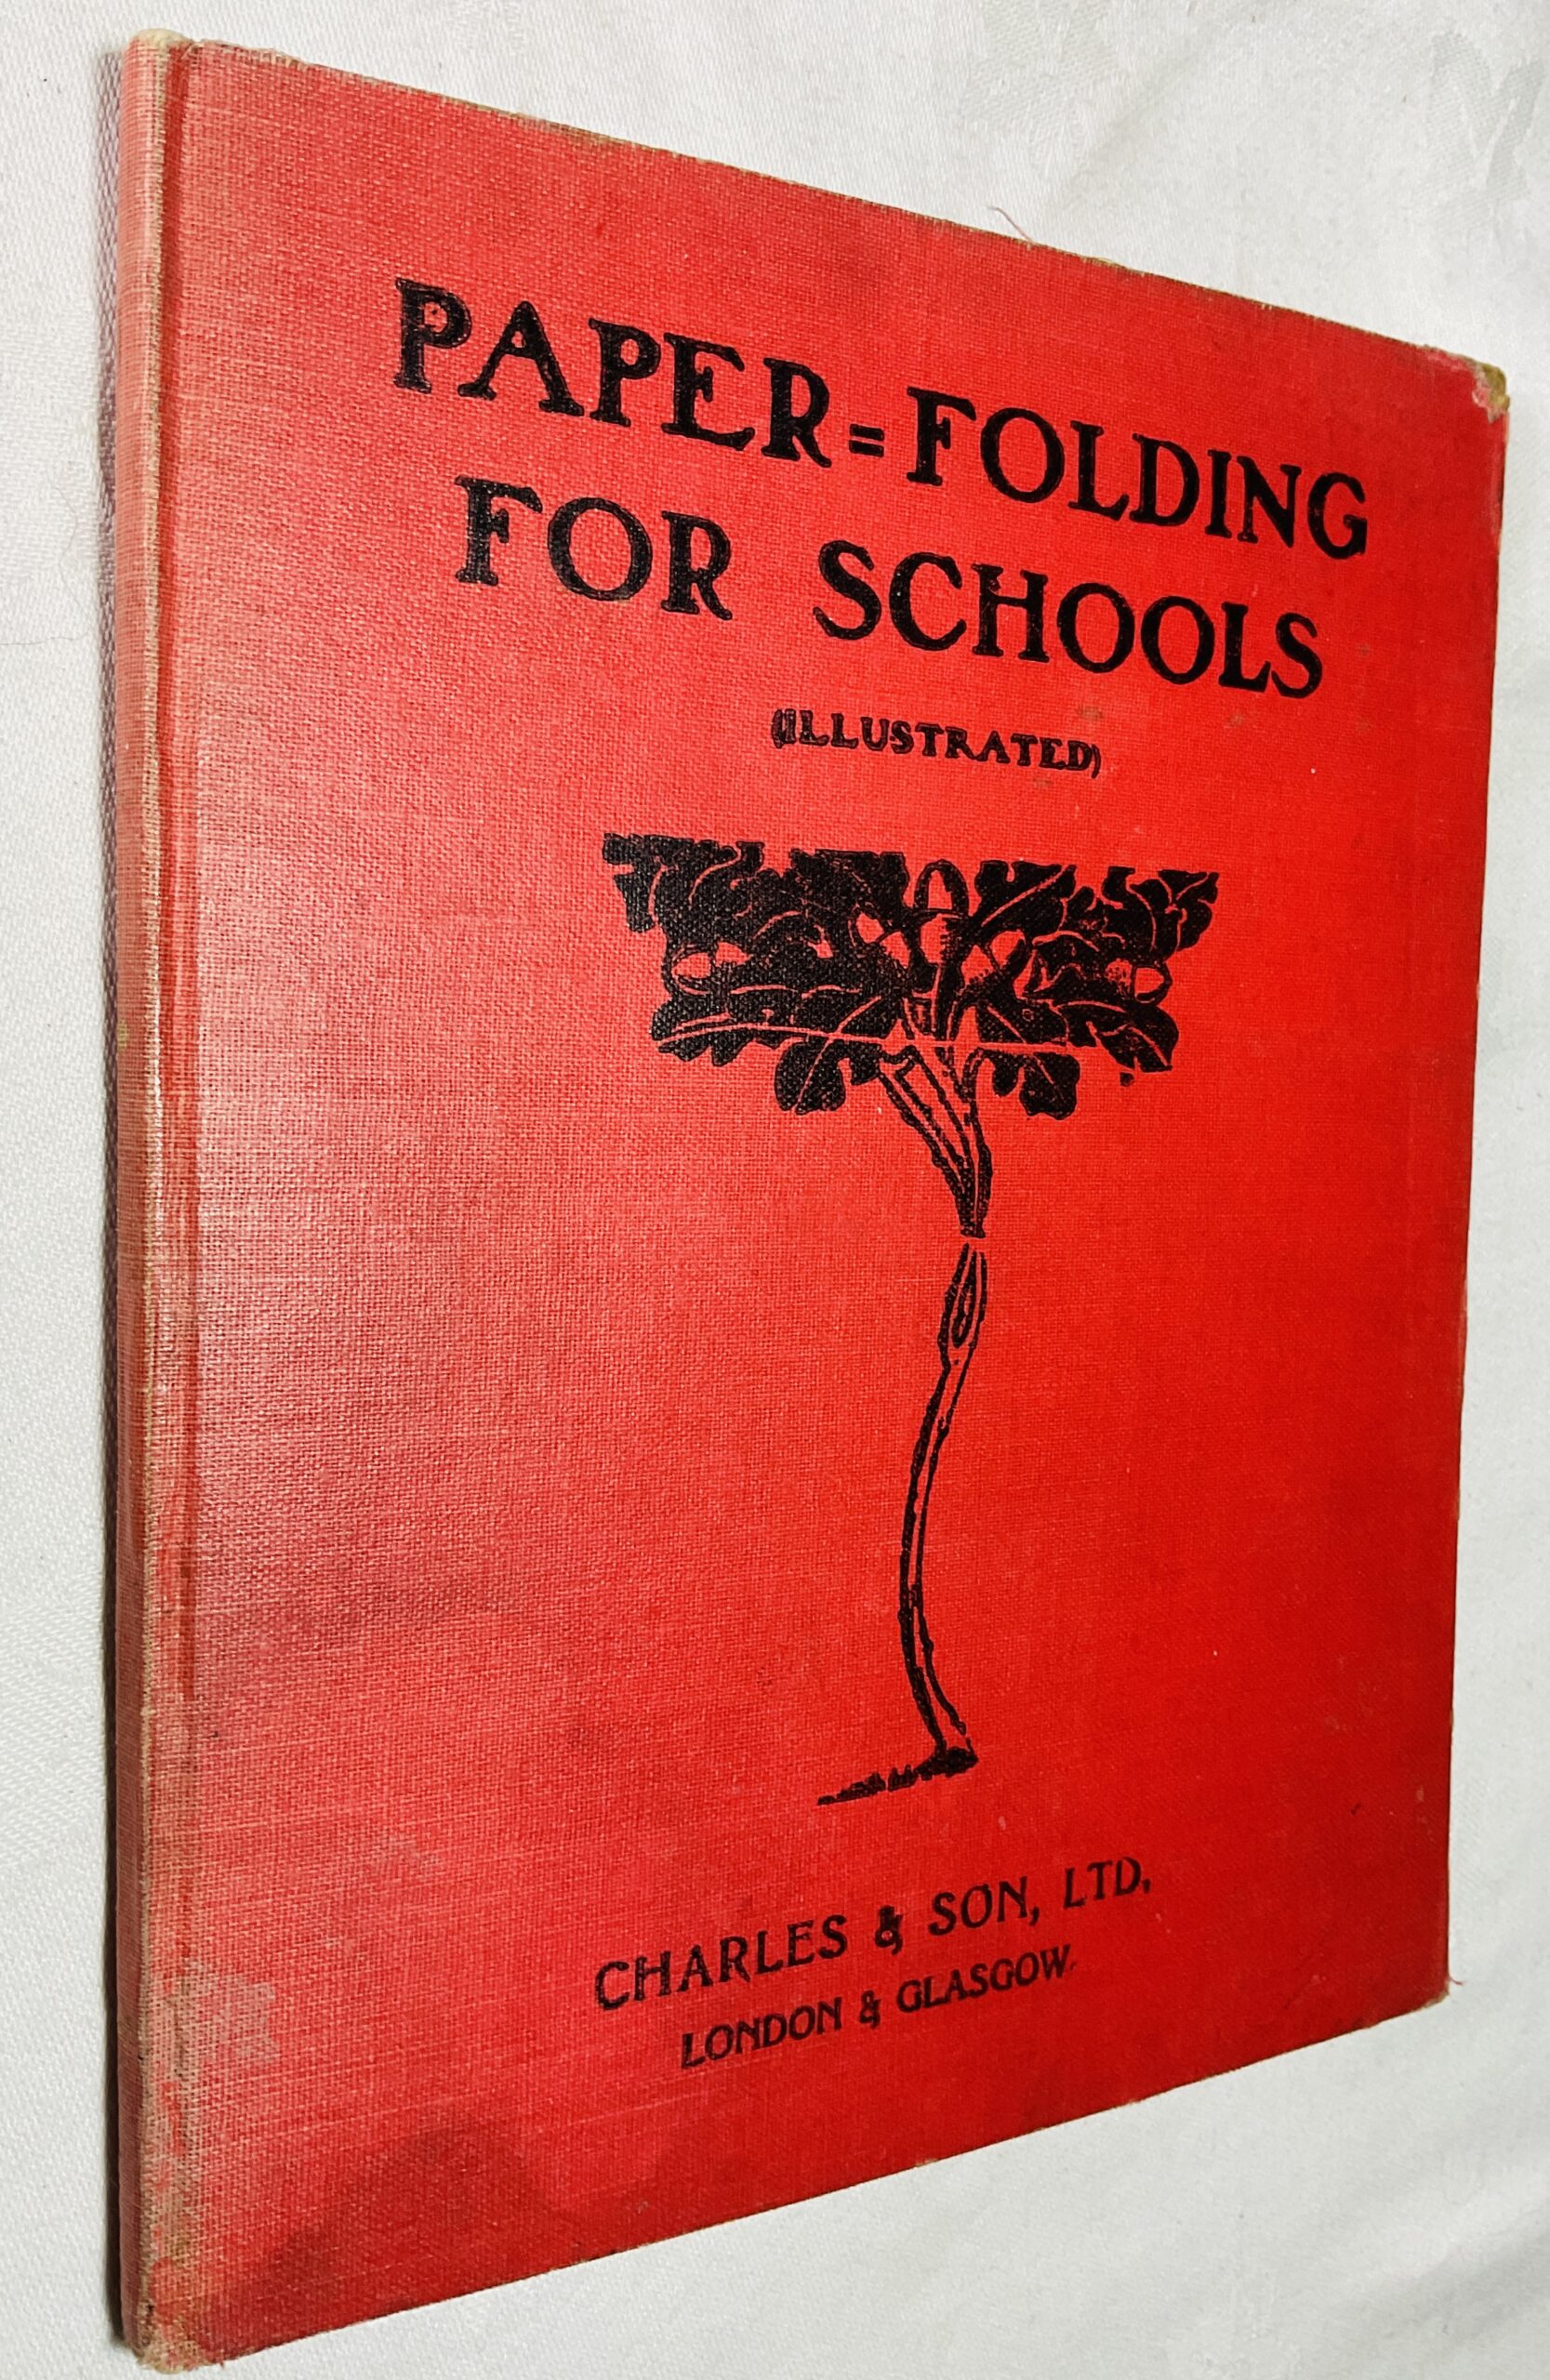 PAPER=FOLDING
FOR SCHOOLS
(ILLUSTRATED)
CHARLES & SON, LTD.
LONDON & GLASGOW.